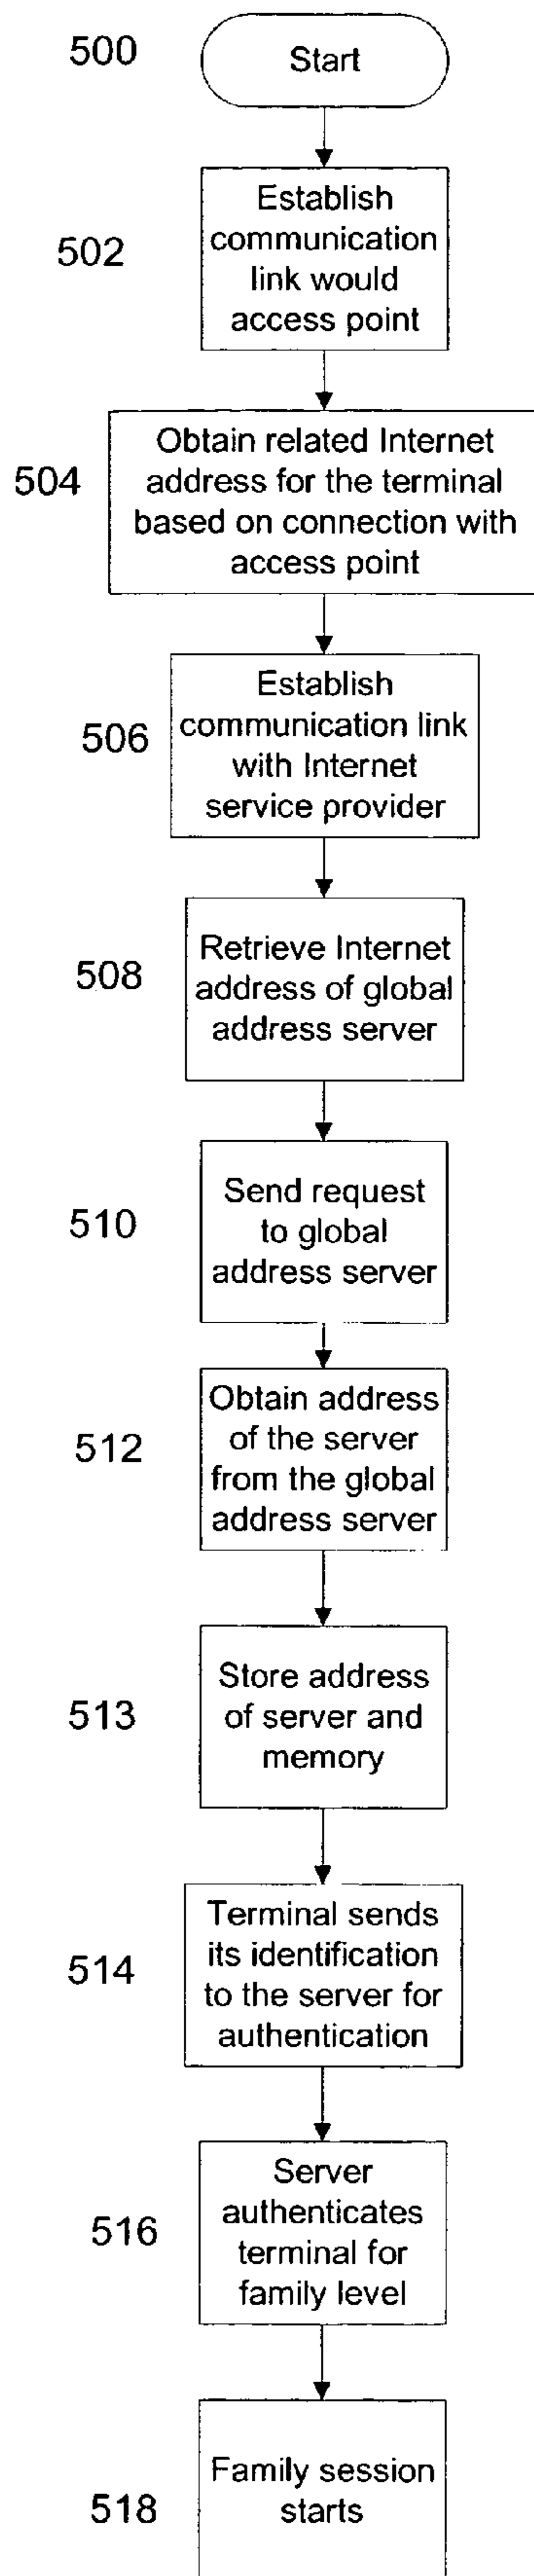 500
Start
502
Establish
communication
link would
access point
504
Obtain related Internet
address for the terminal
based on connection with
access point
506
Establish
communication link
with Internet
service provider
508
Retrieve Internet
address of global
address server
510
Send request
to global
address server
512
Obtain address
of the server
from the global
address server
513
Store address
of server and
memory
514
Terminal sends
its identification
to the server for
authentication
516
Server
authenticates
terminal for
family level
518
Family session
starts